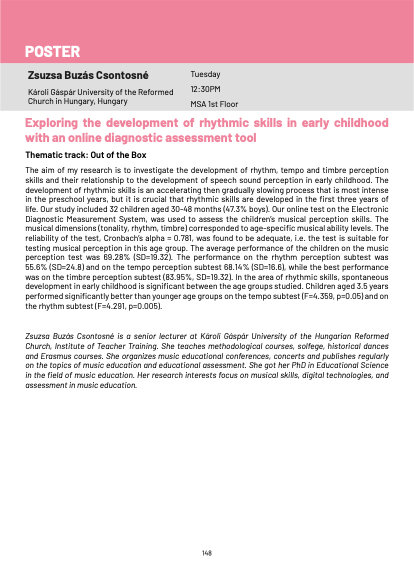 POSTER
Zsuzsa Buzás Csontosné
Károli Gáspár University of the Reformed
Church in Hungary, Hungary
Tuesday
12:30PM
MSA 1st Floor
Exploring the development of rhythmic skills in early childhood
with an online diagnostic assessment tool
Thematic track: Out of the Box
The aim of my research is to investigate the development of rhythm, tempo and timbre perception
skills and their relationship to the development of speech sound perception in early childhood. The
development of rhythmic skills is an accelerating then gradually slowing process that is most intense
in the preschool years, but it is crucial that rhythmic skills are developed in the first three years of
life. Our study included 32 children aged 30-48 months (47.3% boys). Our online test on the Electronic
Diagnostic Measurement System, was used to assess the children's musical perception skills. The
musical dimensions (tonality, rhythm, timbre) corresponded to age-specific musical ability levels. The
reliability of the test, Cronbach's alpha = 0.781, was found to be adequate, i.e. the test is suitable for
testing musical perception in this age group. The average performance of the children on the music
perception test was 69.28% (SD=19.32). The performance on the rhythm perception subtest was
55.6% (SD=24.8) and on the tempo perception subtest 68.14% (SD=16.6), while the best performance
was on the timbre perception subtest (83.95%, SD=19.32). In the area of rhythmic skills, spontaneous
development in early childhood is significant between the age groups studied. Children aged 3.5 years
performed significantly better than younger age groups on the tempo subtest (F=4.359, p=0.05) and on
the rhythm subtest (F=4.291, p=0.005).
Zsuzsa Buzás Csontosné is a senior lecturer at Károli Gáspár University of the Hungarian Reformed
Church, Institute of Teacher Training. She teaches methodological courses, solfege, historical dances
and Erasmus courses. She organizes music educational conferences, concerts and publishes regularly
on the topics of music education and educational assessment. She got her PhD in Educational Science
in the field of music education. Her research interests focus on musical skills, digital technologies, and
assessment in music education.
148